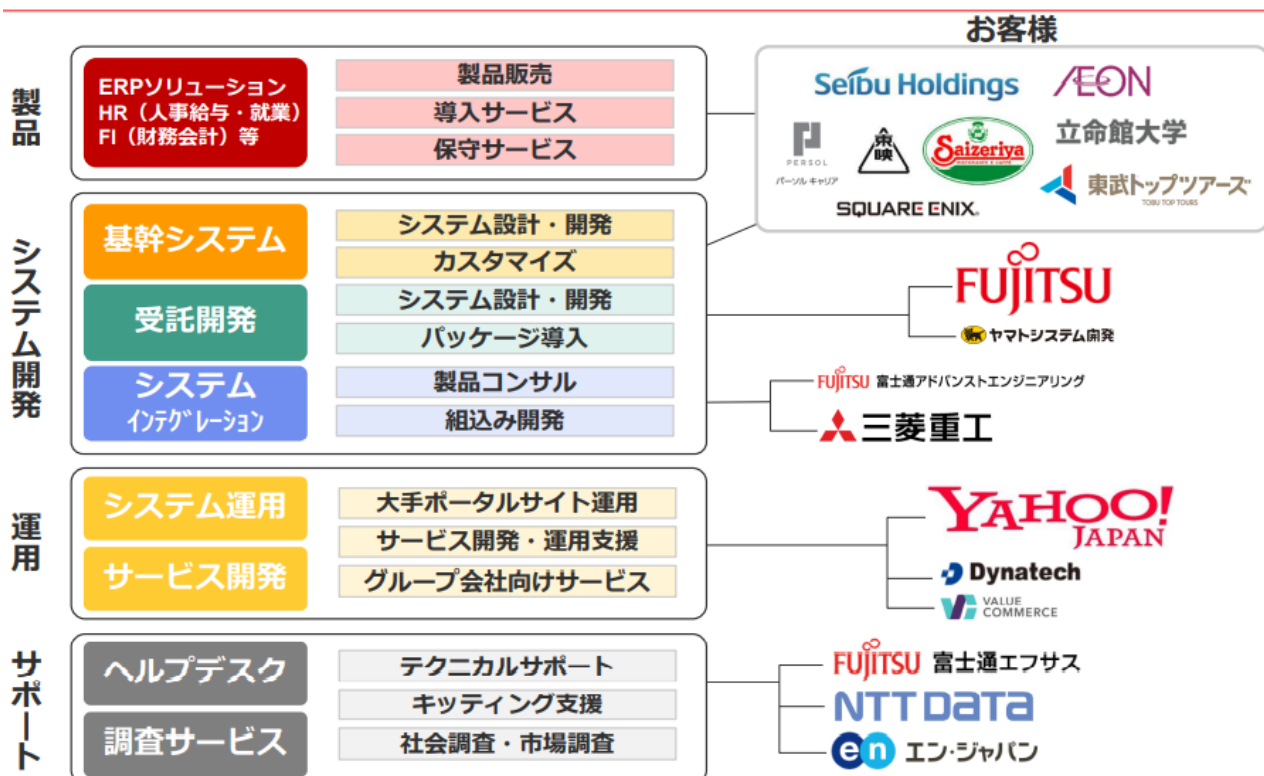 お客様
製品
ERPソリューション
HR（人事給与・就業）
FI（財務会計）等
製品販売
導入サービス
保守サービス
Seibu Holdings
ÆON
PERSOL
パーソル キャリア
東映
Saizeriya
RISTORANTE E CAFFÈ
立命館大学
SQUARE ENIX.
東武トップツアーズ
TOBU TOP TOURS
システム開発
基幹システム
システム設計・開発
カスタマイズ
受託開発
システム設計・開発
パッケージ導入
システム
インテグレーション
製品コンサル
組込み開発
FUJITSU
ヤマトシステム開発
FUJITSU 富士通アドバンストエンジニアリング
三菱重工
運用
システム運用
サービス開発
大手ポータルサイト運用
サービス開発・運用支援
グループ会社向けサービス
YAHOO!
JAPAN
Dynatech
VALUE
COMMERCE
サポート
ヘルプデスク
調査サービス
テクニカルサポート
キッティング支援
社会調査・市場調査
FUJITSU 富士通エフサス
NTT DATA
en エン・ジャパン